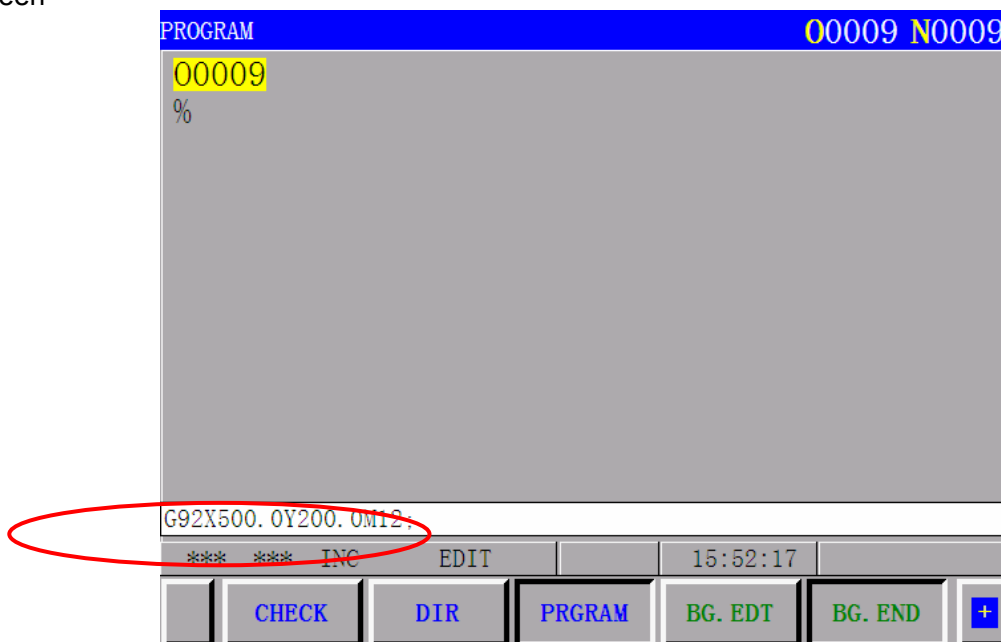 een
PROGRAM O0009 N0009
O0009
%
G92X500.0Y200.0M12;
*** *** INC EDIT 15:52:17
CHECK DIR PRGRAM BG.EDT BG.END +